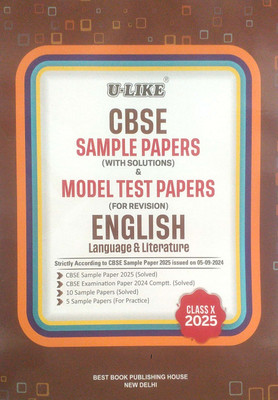 U-LIKE®
CBSE
SAMPLE PAPERS
(WITH SOLUTIONS)
&
MODEL TEST PAPERS
(FOR REVISION)
ENGLISH
Language & Literature
Strictly According to CBSE Sample Paper 2025 issued on 05-09-2024
CBSE Sample Paper 2025 (Solved)
CBSE Examination Paper 2024 Comptt. (Solved)
10 Sample Papers (Solved)
5 Sample Papers (For Practice)
CLASS X
2025
BEST BOOK PUBLISHING HOUSE
NEW DELHI